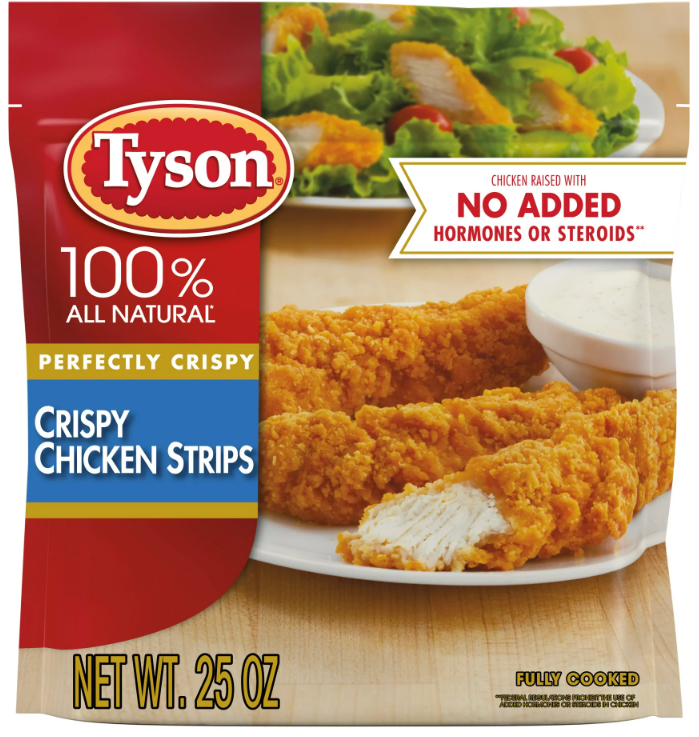 Tyson®
100%
ALL NATURAL*
PERFECTLY CRISPY
CRISPY
CHICKEN STRIPS
CHICKEN RAISED WITH
NO ADDED
HORMONES OR STEROIDS**
NET WT. 25 OZ
FULLY COOKED
**FEDERAL REGULATIONS PROHIBIT THE USE OF
ADDED HORMONES OR STEROIDS IN CHICKEN